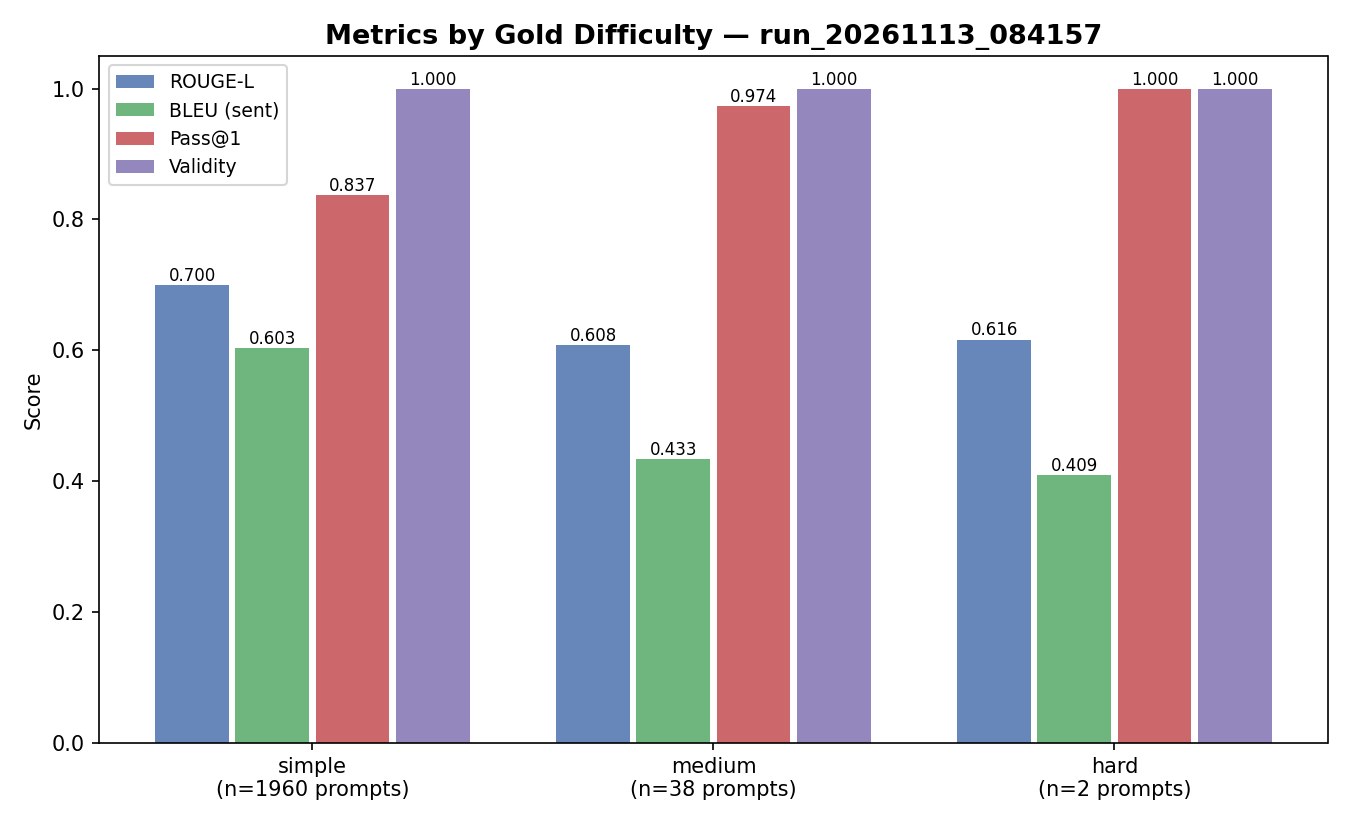 Metrics by Gold Difficulty — run_20261113_084157
ROUGE-L
BLEU (sent)
Pass@1
Validity
Score
1.0
0.8
0.6
0.4
0.2
0.0
0.700
0.603
0.837
1.000
0.608
0.433
0.974
1.000
0.616
0.409
1.000
1.000
simple
(n=1960 prompts)
medium
(n=38 prompts)
hard
(n=2 prompts)